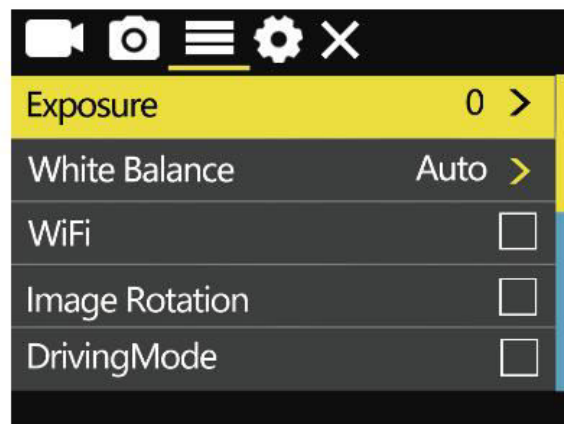 Exposure 0 >
White Balance Auto >
WiFi
Image Rotation
DrivingMode